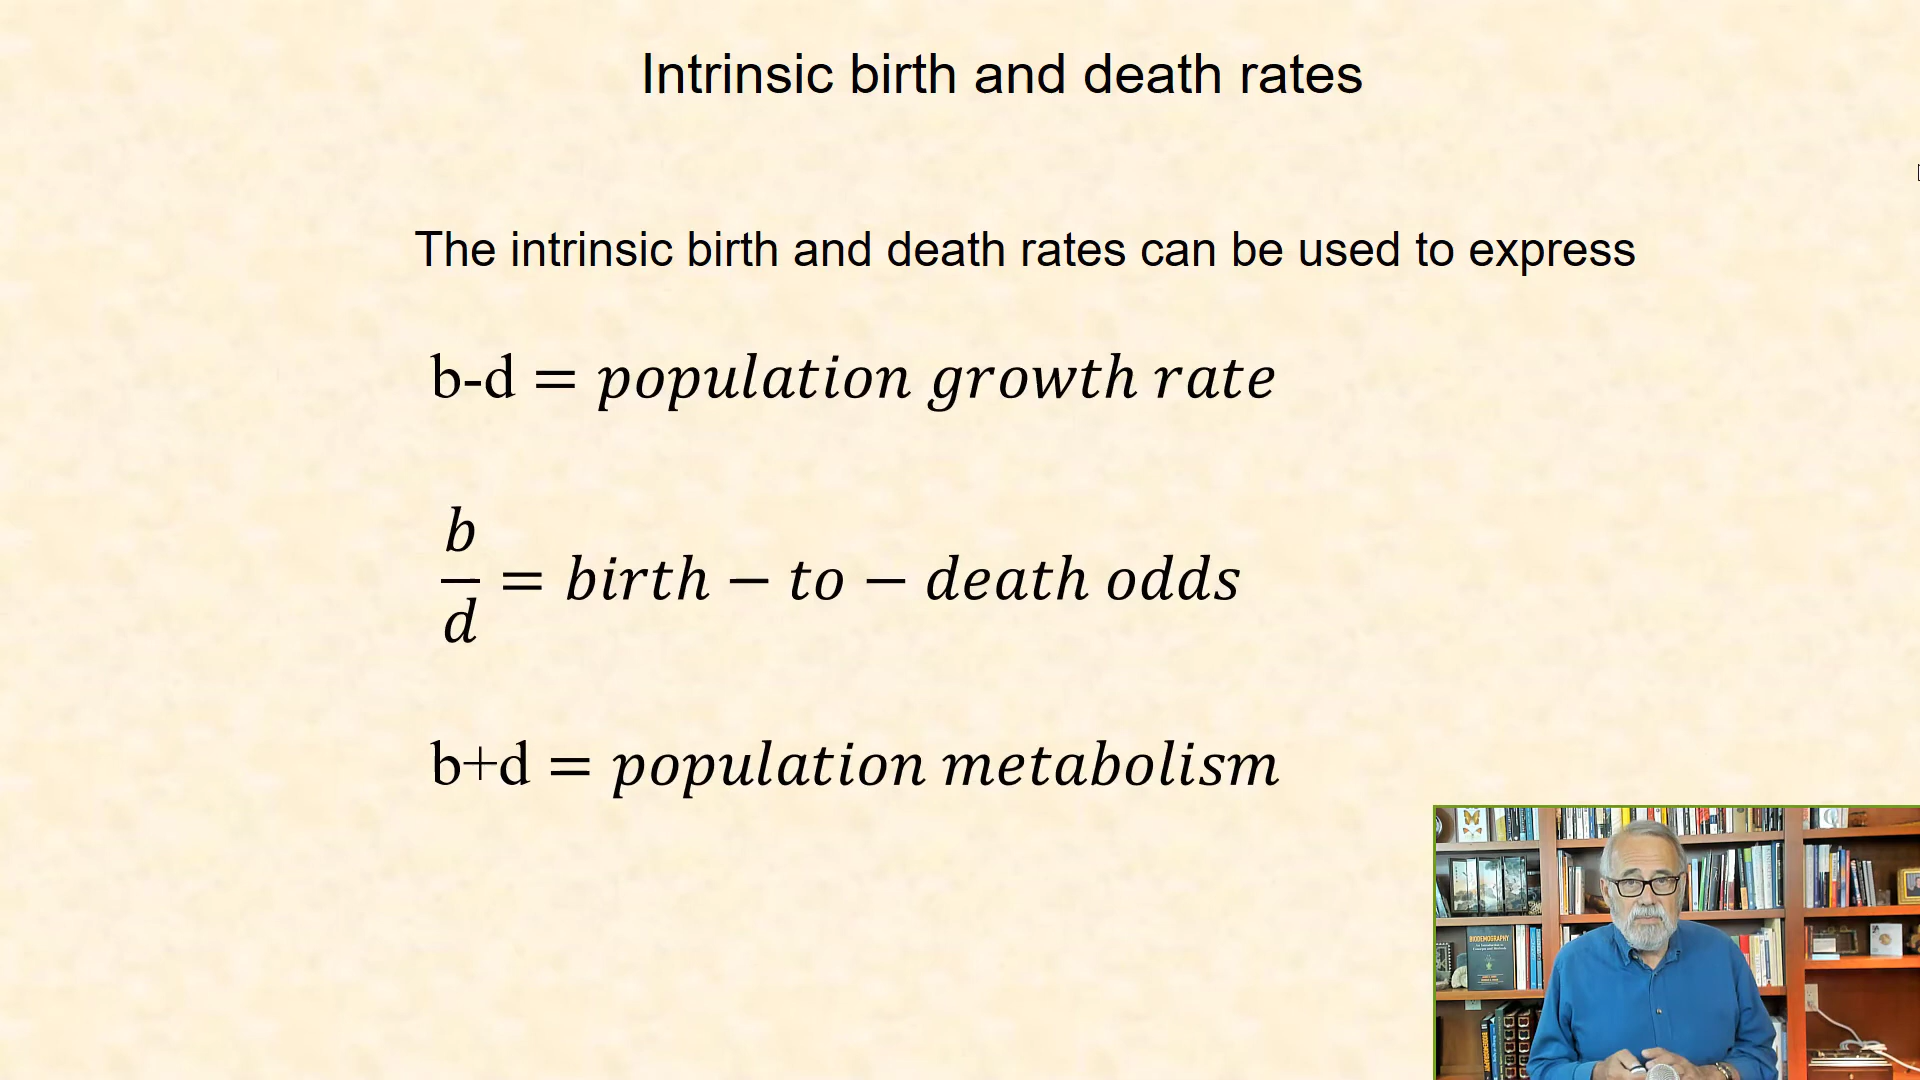 Intrinsic birth and death rates
The intrinsic birth and death rates can be used to express
b-d = population growth rate
b/d = birth − to − death odds
b+d = population metabolism
BIODEMOGRAPHY